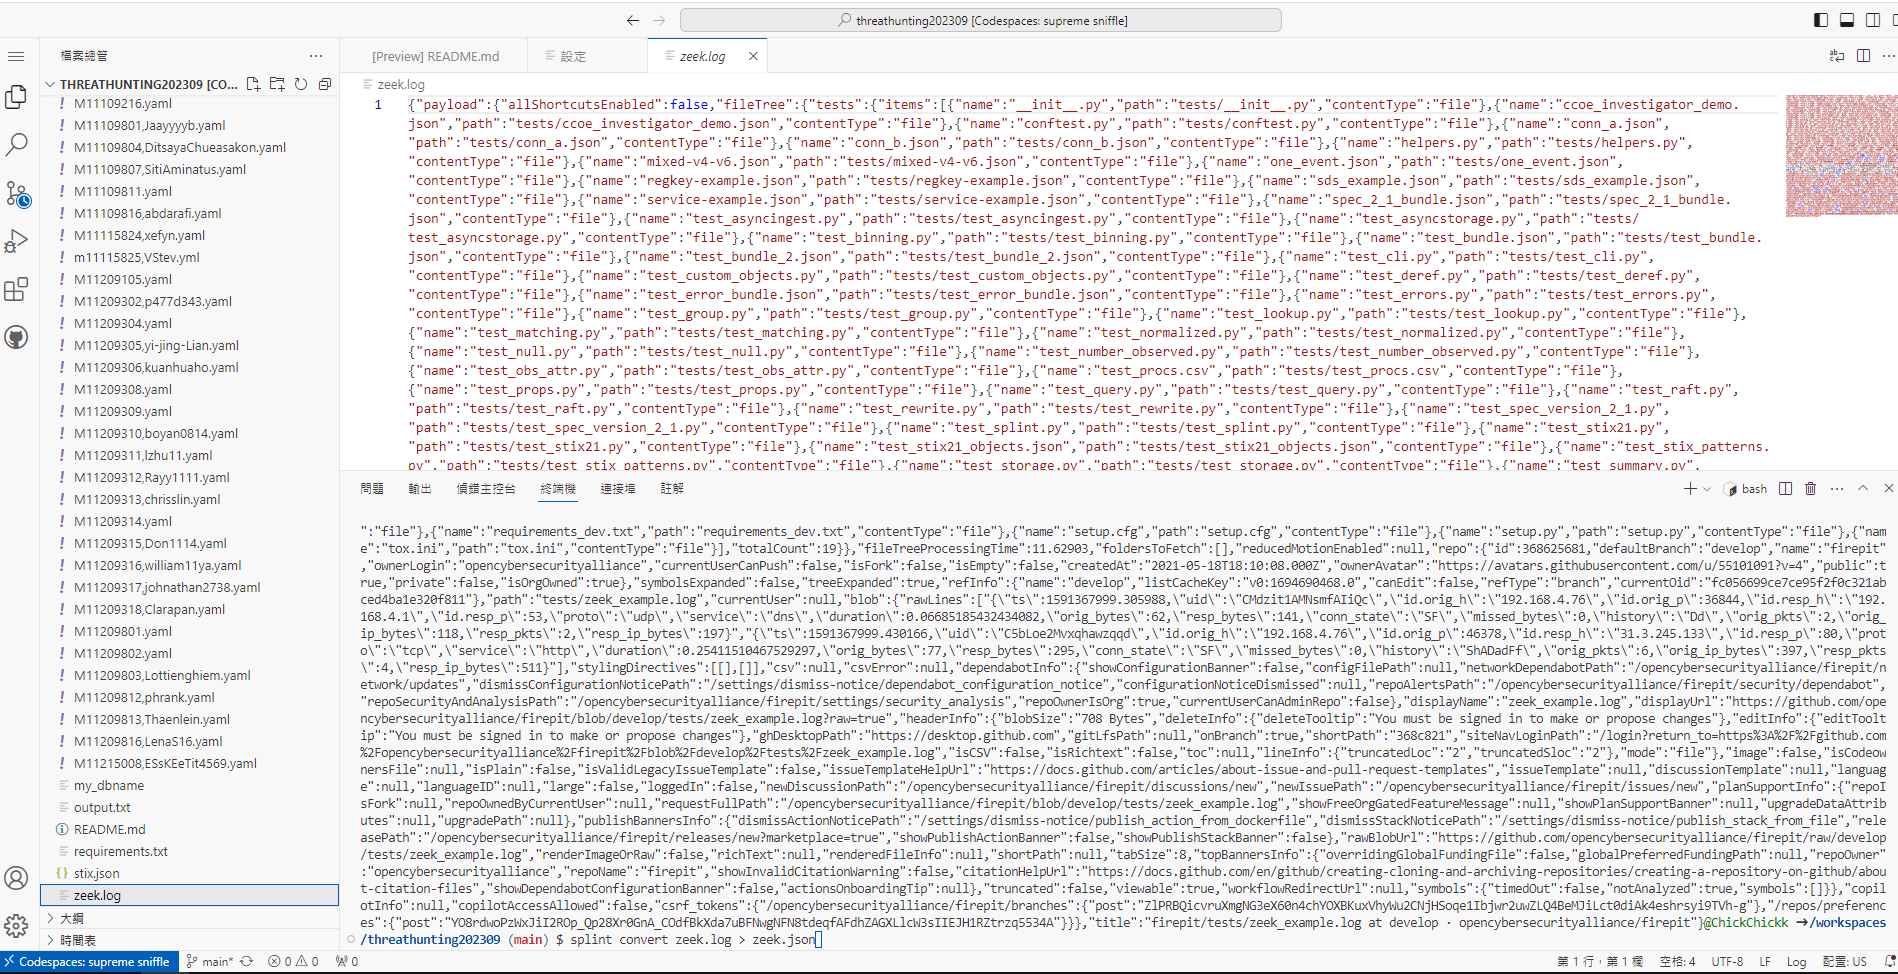 threathunting202309 [Codespaces: supreme sniffle]
檔案總管
THREATHUNTING202309 [CO...
M11109216.yaml
M11109801,Jaayyyyb.yaml
M11109804,DitsayaChueasakon.yaml
M11109807,SitiAminatus.yaml
M11109811.yaml
M11109816,abdarafi.yaml
M11115824,xefyn.yaml
m11115825,VStev.yml
M11209105.yaml
M11209302,p477d343.yaml
M11209304.yaml
M11209305,yi-jing-Lian.yaml
M11209306,kuanhuaho.yaml
M11209308.yaml
M11209309.yaml
M11209310,boyan0814.yaml
M11209311,lzhu11.yaml
M11209312,Rayy1111.yaml
M11209313,chrisslin.yaml
M11209314.yaml
M11209315,Don1114.yaml
M11209316,william11ya.yaml
M11209317,johnathan2738.yaml
M11209318,Clarapan.yaml
M11209801.yaml
M11209802.yaml
M11209803,Lottienghiem.yaml
M11209812,phrank.yaml
M11209813,Thaenlein.yaml
M11209816,LenaS16.yaml
M11215008,ESsKEeTit4569.yaml
my_dbname
output.txt
README.md
requirements.txt
stix.json
zeek.log
大綱
時間表
[Preview] README.md
設定
zeek.log
zeek.log
1
{"payload":{"allShortcutsEnabled":false,"fileTree":{"tests":{"items":[{"name":"__init__.py","path":"tests/__init__.py","contentType":"file"},{"name":"ccoe_investigator_demo.
json","path":"tests/ccoe_investigator_demo.json","contentType":"file"},{"name":"conftest.py","path":"tests/conftest.py","contentType":"file"},{"name":"conn_a.json",
"path":"tests/conn_a.json","contentType":"file"},{"name":"conn_b.json","path":"tests/conn_b.json","contentType":"file"},{"name":"helpers.py","path":"tests/helpers.py",
"contentType":"file"},{"name":"mixed-v4-v6.json","path":"tests/mixed-v4-v6.json","contentType":"file"},{"name":"one_event.json","path":"tests/one_event.json",
"contentType":"file"},{"name":"regkey-example.json","path":"tests/regkey-example.json","contentType":"file"},{"name":"sds_example.json","path":"tests/sds_example.json",
"contentType":"file"},{"name":"service-example.json","path":"tests/service-example.json","contentType":"file"},{"name":"spec_2_1_bundle.json","path":"tests/spec_2_1_bundle.
json","contentType":"file"},{"name":"test_asyncingest.py","path":"tests/test_asyncingest.py","contentType":"file"},{"name":"test_asyncstorage.py","path":"tests/
test_asyncstorage.py","contentType":"file"},{"name":"test_binning.py","path":"tests/test_binning.py","contentType":"file"},{"name":"test_bundle.json","path":"tests/test_bundle.
json","contentType":"file"},{"name":"test_bundle_2.json","path":"tests/test_bundle_2.json","contentType":"file"},{"name":"test_cli.py","path":"tests/test_cli.py",
"contentType":"file"},{"name":"test_custom_objects.py","path":"tests/test_custom_objects.py","contentType":"file"},{"name":"test_deref.py","path":"tests/test_deref.py",
"contentType":"file"},{"name":"test_error_bundle.json","path":"tests/test_error_bundle.json","contentType":"file"},{"name":"test_errors.py","path":"tests/test_errors.py",
"contentType":"file"},{"name":"test_group.py","path":"tests/test_group.py","contentType":"file"},{"name":"test_lookup.py","path":"tests/test_lookup.py","contentType":"file"},
{"name":"test_matching.py","path":"tests/test_matching.py","contentType":"file"},{"name":"test_normalized.py","path":"tests/test_normalized.py","contentType":"file"},
{"name":"test_null.py","path":"tests/test_null.py","contentType":"file"},{"name":"test_number_observed.py","path":"tests/test_number_observed.py","contentType":"file"},
{"name":"test_obs_attr.py","path":"tests/test_obs_attr.py","contentType":"file"},{"name":"test_procs.csv","path":"tests/test_procs.csv","contentType":"file"},
{"name":"test_props.py","path":"tests/test_props.py","contentType":"file"},{"name":"test_query.py","path":"tests/test_query.py","contentType":"file"},{"name":"test_raft.py",
"path":"tests/test_raft.py","contentType":"file"},{"name":"test_rewrite.py","path":"tests/test_rewrite.py","contentType":"file"},{"name":"test_spec_version_2_1.py",
"path":"tests/test_spec_version_2_1.py","contentType":"file"},{"name":"test_splint.py","path":"tests/test_splint.py","contentType":"file"},{"name":"test_stix21.py",
"path":"tests/test_stix21.py","contentType":"file"},{"name":"test_stix21_objects.json","path":"tests/test_stix21_objects.json","contentType":"file"},{"name":"test_stix_patterns.
py","path":"tests/test_stix_patterns.py","contentType":"file"},{"name":"test_storage.py","path":"tests/test_storage.py","contentType":"file"},{"name":"test_summary.py",
問題 輸出 偵錯主控台 終端機 連接埠 註解
bash
":"file"},{"name":"requirements_dev.txt","path":"requirements_dev.txt","contentType":"file"},{"name":"setup.cfg","path":"setup.cfg","contentType":"file"},{"name":"setup.py","path":"setup.py","contentType":"file"},{"nam
e":"tox.ini","path":"tox.ini","contentType":"file"}],"totalCount":19}},"fileTreeProcessingTime":11.62903,"foldersToFetch":[],"reducedMotionEnabled":null,"repo":{"id":368625681,"defaultBranch":"develop","name":"firepit"
,"ownerLogin":"opencybersecurityalliance","currentUserCanPush":false,"isFork":false,"isEmpty":false,"createdAt":"2021-05-18T18:10:08.000Z","ownerAvatar":"https://avatars.githubusercontent.com/u/55101091?v=4","public":t
rue,"private":false,"isOrgOwned":true},"symbolsExpanded":false,"treeExpanded":true,"refInfo":{"name":"develop","listCacheKey":"v0:1694690468.0","canEdit":false,"refType":"branch","currentOid":"fc056699ce7ce95f2f0c321ab
ced4ba1e320f811"},"path":"tests/zeek_example.log","currentUser":null,"blob":{"rawLines":["{\"ts\":1591367999.305988,\"uid\":\"CMdzit1AMNsmfAIiQc\",\"id.orig_h\":\"192.168.4.76\",\"id.orig_p\":36844,\"id.resp_h\":\"192.
168.4.1\",\"id.resp_p\":53,\"proto\":\"udp\",\"service\":\"dns\",\"duration\":0.06685185432434082,\"orig_bytes\":62,\"resp_bytes\":141,\"conn_state\":\"SF\",\"missed_bytes\":0,\"history\":\"Dd\",\"orig_pkts\":2,\"orig_
ip_bytes\":118,\"resp_pkts\":2,\"resp_ip_bytes\":197}","{\"ts\":1591367999.430166,\"uid\":\"C5bLoe2Mvxqhawzqqd\",\"id.orig_h\":\"192.168.4.76\",\"id.orig_p\":46378,\"id.resp_h\":\"31.3.245.133\",\"id.resp_p\":80,\"prot
o\":\"tcp\",\"service\":\"http\",\"duration\":0.25411510467529297,\"orig_bytes\":77,\"resp_bytes\":295,\"conn_state\":\"SF\",\"missed_bytes\":0,\"history\":\"ShADadFf\",\"orig_pkts\":6,\"orig_ip_bytes\":397,\"resp_pkts
\":4,\"resp_ip_bytes\":511}"],"stylingDirectives":[[],[]],"csv":null,"csvError":null,"dependabotInfo":{"showConfigurationBanner":false,"configFilePath":null,"networkDependabotPath":"/opencybersecurityalliance/firepit/
network/updates","dismissConfigurationNoticePath":"/settings/dismiss-notice/dependabot_configuration_notice","configurationNoticeDismissed":null,"repoAlertsPath":"/opencybersecurityalliance/firepit/security/dependabot",
"repoSecurityAndAnalysisPath":"/opencybersecurityalliance/firepit/settings/security_analysis","repoOwnerIsOrg":true,"currentUserCanAdminRepo":false},"displayName":"zeek_example.log","displayUrl":"https://github.com/ope
ncybersecurityalliance/firepit/blob/develop/tests/zeek_example.log?raw=true","headerInfo":{"blobSize":"708 Bytes","deleteInfo":{"deleteTooltip":"You must be signed in to make or propose changes"},"editInfo":{"editToolt
ip":"You must be signed in to make or propose changes"},"ghDesktopPath":"https://desktop.github.com","gitLfsPath":null,"onBranch":true,"shortPath":"368c821","siteNavLoginPath":"/login?return_to=https%3A%2F%2Fgithub.com
%2Fopencybersecurityalliance%2Ffirepit%2Fblob%2Fdevelop%2Ftests%2Fzeek_example.log","isCSV":false,"isRichtext":false,"toc":null,"lineInfo":{"truncatedLoc":"2","truncatedSloc":"2"},"mode":"file"},"image":false,"isCodeow
nersFile":null,"isPlain":false,"isValidLegacyIssueTemplate":false,"issueTemplateHelpUrl":"https://docs.github.com/articles/about-issue-and-pull-request-templates","issueTemplate":null,"discussionTemplate":null,"language
":null,"languageID":null,"large":false,"loggedIn":false,"newDiscussionPath":"/opencybersecurityalliance/firepit/discussions/new","newIssuePath":"/opencybersecurityalliance/firepit/issues/new","planSupportInfo":{"repoI
sFork":null,"repoOwnedByCurrentUser":null,"requestFullPath":"/opencybersecurityalliance/firepit/blob/develop/tests/zeek_example.log","showFreeOrgGatedFeatureMessage":null,"showPlanSupportBanner":null,"upgradeDataAttrib
utes":null,"upgradePath":null},"publishBannersInfo":{"dismissActionNoticePath":"/settings/dismiss-notice/publish_action_from_dockerfile","dismissStackNoticePath":"/settings/dismiss-notice/publish_stack_from_file","rele
asePath":"/opencybersecurityalliance/firepit/releases/new?marketplace=true","showPublishActionBanner":false,"showPublishStackBanner":false},"rawBlobUrl":"https://github.com/opencybersecurityalliance/firepit/raw/develop
/tests/zeek_example.log","renderImageOrRaw":false,"richText":null,"renderedFileInfo":null,"shortPath":null,"tabSize":8,"topBannersInfo":{"overridingGlobalFundingFile":false,"globalPreferredFundingPath":null,"repoOwner"
:"opencybersecurityalliance","repoName":"firepit","showInvalidCitationWarning":false,"citationHelpUrl":"https://docs.github.com/en/github/creating-cloning-and-archiving-repositories/creating-a-repository-on-github/abou
t-citation-files","showDependabotConfigurationBanner":false,"actionsOnboardingTip":null},"truncated":false,"viewable":true,"workflowRedirectUrl":null,"symbols":{"timedOut":false,"notAnalyzed":true,"symbols":[]}},"copil
otInfo":null,"copilotAccessAllowed":false,"csrf_tokens":{"/opencybersecurityalliance/firepit/branches":{"post":"ZlPRBQicvruXmgNG3eX60n4chYOXBKuxVhyWu2CNjHSoqe1Ibjwr2uwZLQ4BeMJiLct0diAk4eshrsyi9TVh-g"},"/repos/preferen
ces":{"post":"YO8rdwoPzWxJiI2ROp_Qp28Xr0GnA_COdfBkXda7uBFNwgNFN8tdeqfAFdhZAGXLlcW3sIIEJH1RZtrzq5534A"}}},"title":"firepit/tests/zeek_example.log at develop · opencybersecurityalliance/firepit"}@ChickChickk ➜ /workspaces
/threathunting202309 (main) $ splint convert zeek.log > zeek.json
Codespaces: supreme sniffle main* 0 0 0 第 1 行，第 1 欄 空格: 4 UTF-8 LF Log 配置: US